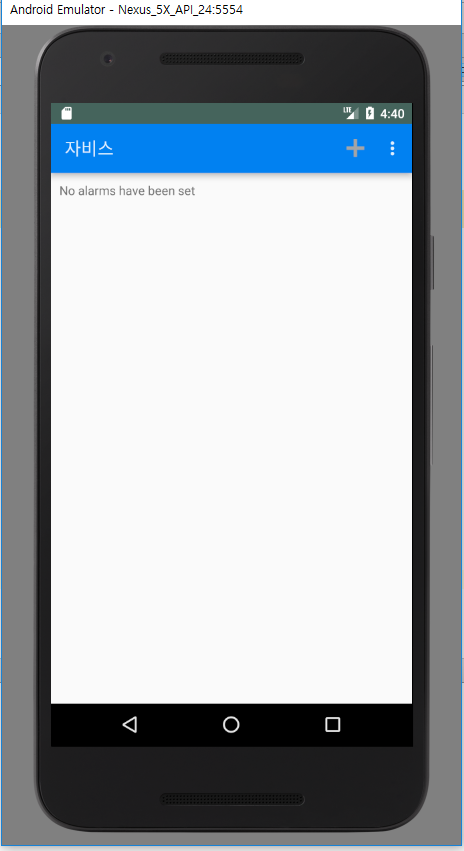 Android Emulator - Nexus_5X_API_24:5554
LTE 4:40
자비스
No alarms have been set